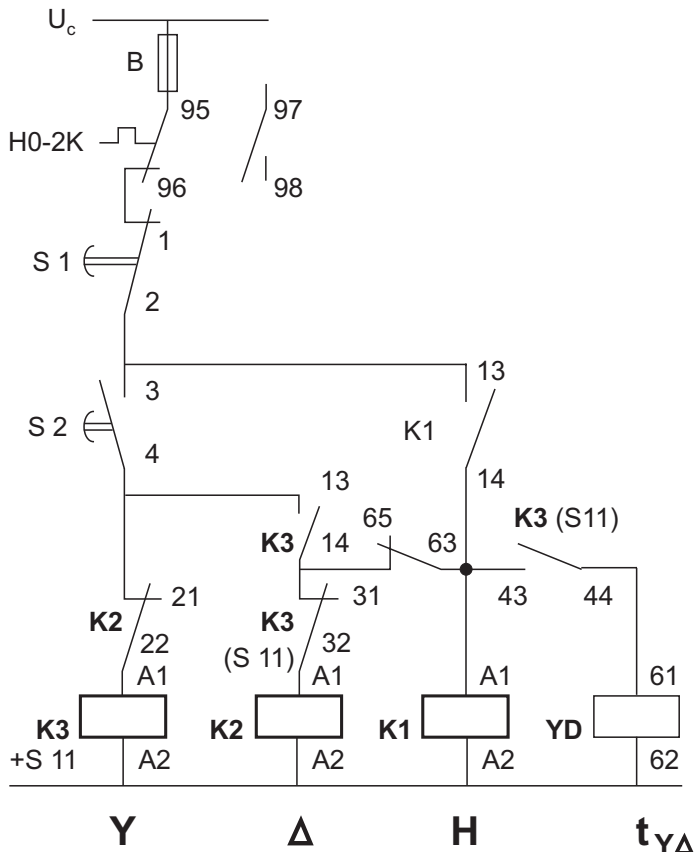 Uc
B
95
97
H0-2K
96
98
1
S 1
2
3
13
S 2
K1
4
14
13
K3 (S11)
65
63
K3
14
43
44
21
31
K2
K3
22
32
(S 11)
A1
A1
A1
61
K3
K2
K1
YD
+S 11
A2
A2
A2
62
Y
Δ
H
tYΔ